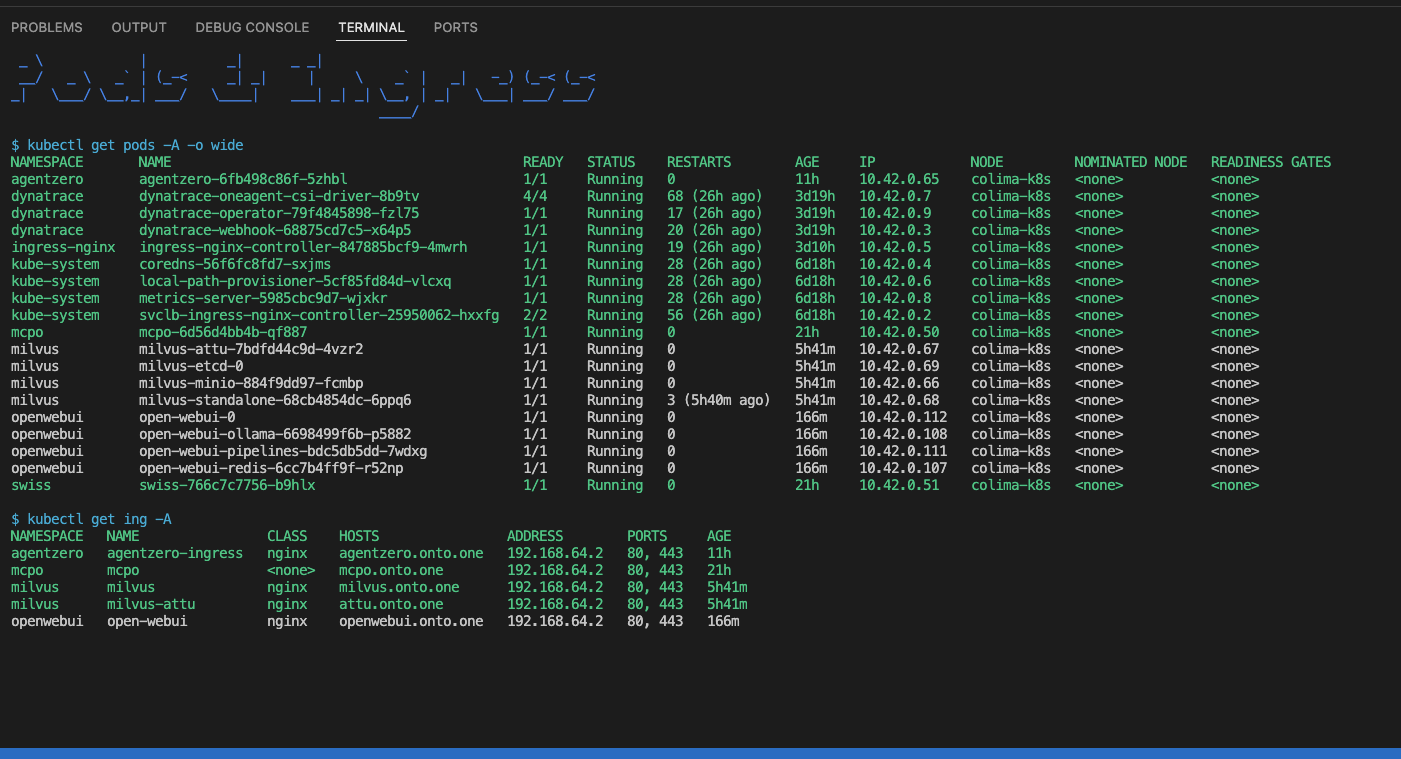 PROBLEMS OUTPUT DEBUG CONSOLE TERMINAL PORTS
Pods & Ingress
$ kubectl get pods -A -o wide
NAMESPACE NAME READY STATUS RESTARTS AGE IP NODE NOMINATED NODE READINESS GATES
agentzero agentzero-6fb498c86f-5zhbl 1/1 Running 0 11h 10.42.0.65 colima-k8s <none> <none>
dynatrace dynatrace-oneagent-csi-driver-8b9tv 4/4 Running 68 (26h ago) 3d19h 10.42.0.7 colima-k8s <none> <none>
dynatrace dynatrace-operator-79f4845898-fzl75 1/1 Running 17 (26h ago) 3d19h 10.42.0.9 colima-k8s <none> <none>
dynatrace dynatrace-webhook-68875cd7c5-x64p5 1/1 Running 20 (26h ago) 3d19h 10.42.0.3 colima-k8s <none> <none>
ingress-nginx ingress-nginx-controller-847885bcf9-4mwrh 1/1 Running 19 (26h ago) 3d10h 10.42.0.5 colima-k8s <none> <none>
kube-system coredns-56f6fc8fd7-sxjms 1/1 Running 28 (26h ago) 6d18h 10.42.0.4 colima-k8s <none> <none>
kube-system local-path-provisioner-5cf85fd84d-vlcxq 1/1 Running 28 (26h ago) 6d18h 10.42.0.6 colima-k8s <none> <none>
kube-system metrics-server-5985cbc9d7-wjxkr 1/1 Running 28 (26h ago) 6d18h 10.42.0.8 colima-k8s <none> <none>
kube-system svclb-ingress-nginx-controller-25950062-hxxfg 2/2 Running 56 (26h ago) 6d18h 10.42.0.2 colima-k8s <none> <none>
mcpo mcpo-6d56d4bb4b-qf887 1/1 Running 0 21h 10.42.0.50 colima-k8s <none> <none>
milvus milvus-attu-7bdfd44c9d-4vzr2 1/1 Running 0 5h41m 10.42.0.67 colima-k8s <none> <none>
milvus milvus-etcd-0 1/1 Running 0 5h41m 10.42.0.69 colima-k8s <none> <none>
milvus milvus-minio-884f9dd97-fcmbp 1/1 Running 0 5h41m 10.42.0.66 colima-k8s <none> <none>
milvus milvus-standalone-68cb4854dc-6ppq6 1/1 Running 3 (5h40m ago) 5h41m 10.42.0.68 colima-k8s <none> <none>
openwebui open-webui-0 1/1 Running 0 166m 10.42.0.112 colima-k8s <none> <none>
openwebui open-webui-ollama-6698499f6b-p5882 1/1 Running 0 166m 10.42.0.108 colima-k8s <none> <none>
openwebui open-webui-pipelines-bdc5db5dd-7wdxg 1/1 Running 0 166m 10.42.0.111 colima-k8s <none> <none>
openwebui open-webui-redis-6cc7b4ff9f-r52np 1/1 Running 0 166m 10.42.0.107 colima-k8s <none> <none>
swiss swiss-766c7c7756-b9hlx 1/1 Running 0 21h 10.42.0.51 colima-k8s <none> <none>
$ kubectl get ing -A
NAMESPACE NAME CLASS HOSTS ADDRESS PORTS AGE
agentzero agentzero-ingress nginx agentzero.onto.one 192.168.64.2 80, 443 11h
mcpo mcpo <none> mcpo.onto.one 192.168.64.2 80, 443 21h
milvus milvus nginx milvus.onto.one 192.168.64.2 80, 443 5h41m
milvus milvus-attu nginx attu.onto.one 192.168.64.2 80, 443 5h41m
openwebui open-webui nginx openwebui.onto.one 192.168.64.2 80, 443 166m